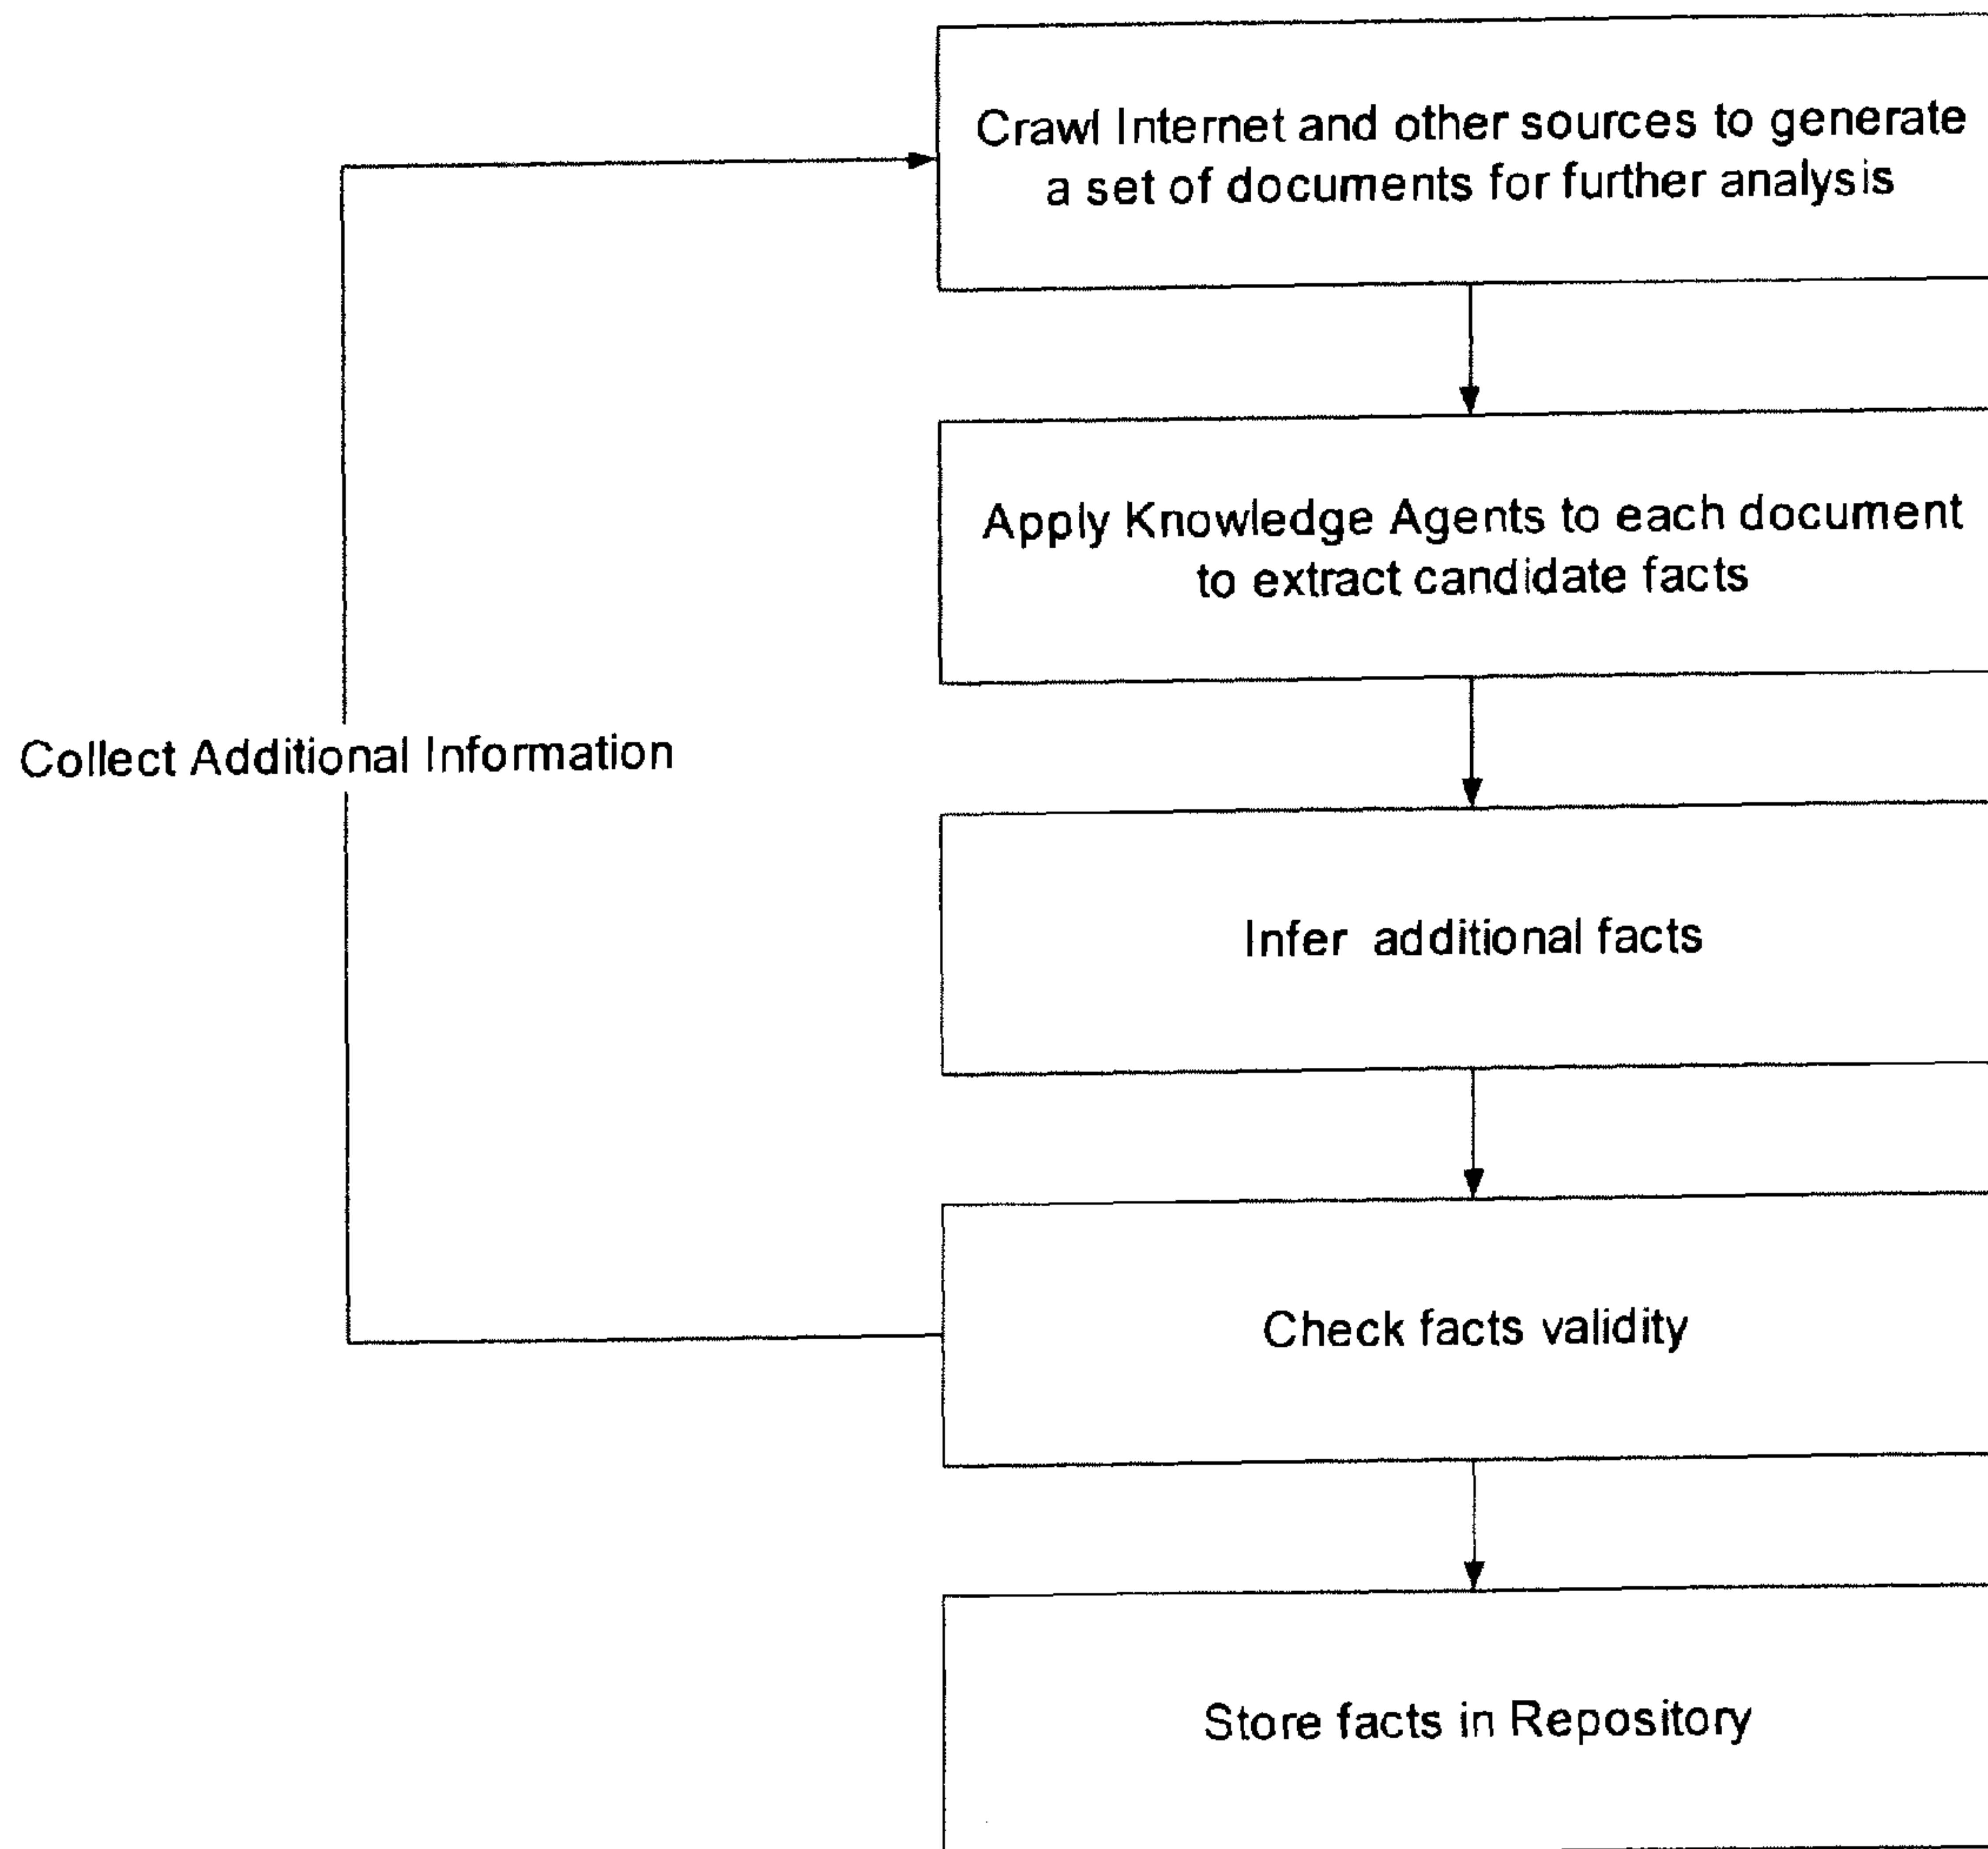 Crawl Internet and other sources to generate
a set of documents for further analysis
Apply Knowledge Agents to each document
to extract candidate facts
Collect Additional Information
Infer additional facts
Check facts validity
Store facts in Repository